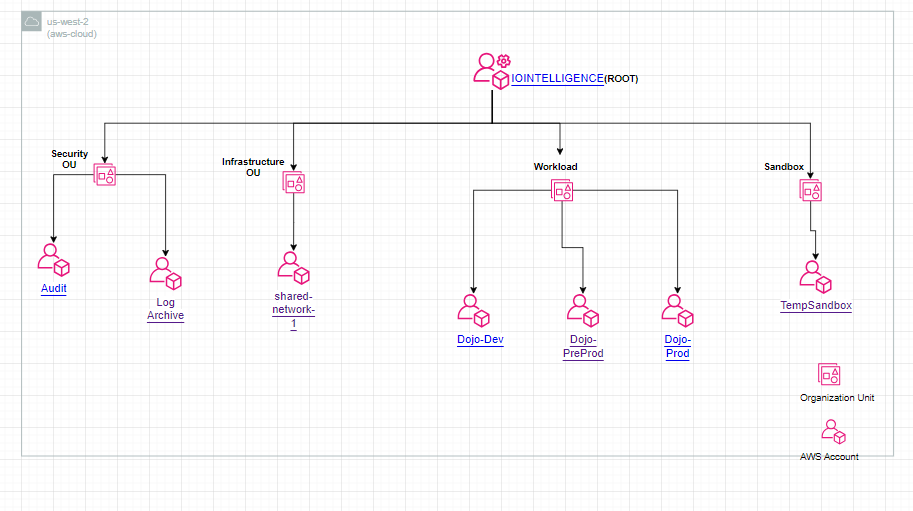 us-west-2
(aws-cloud)
IOINTELLIGENCE(ROOT)
Security
OU
Infrastructure
OU
Workload
Sandbox
Audit
Log
Archive
shared-
network-
1
Dojo-Dev
Dojo-
PreProd
Dojo-
Prod
TempSandbox
Organization Unit
AWS Account